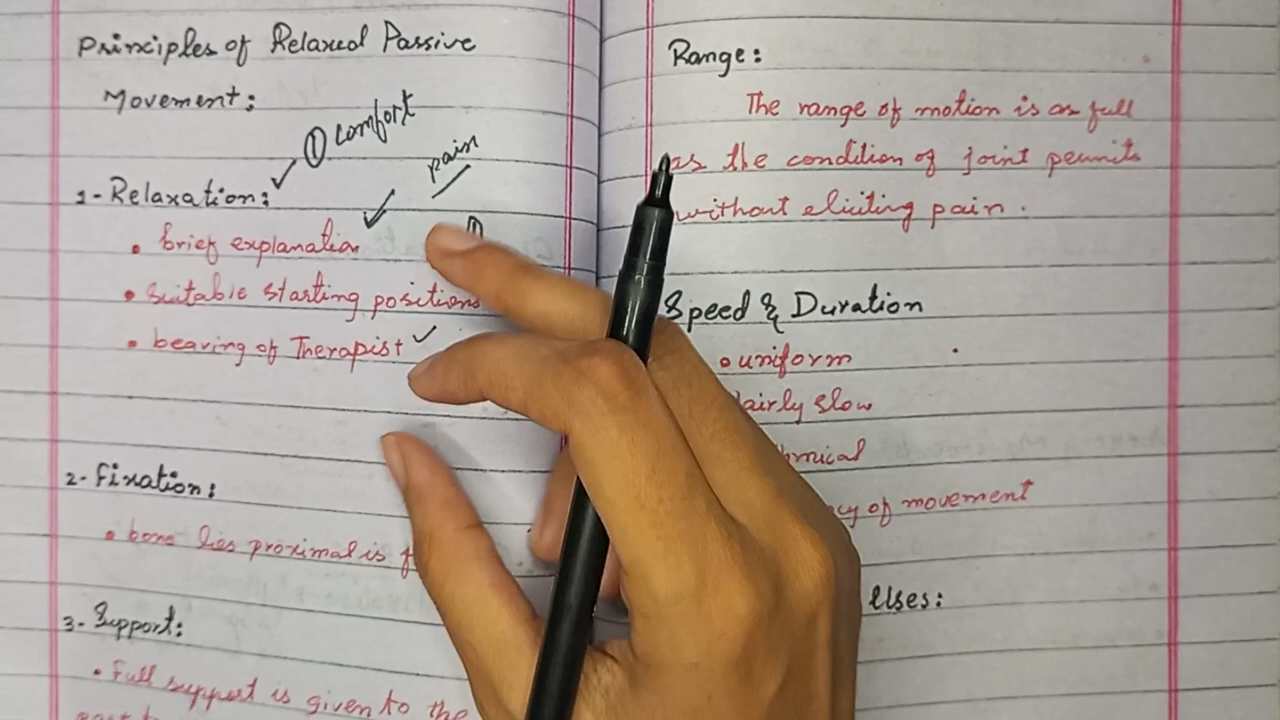 Principles of Relaxed Passive
Movement:
① comfort
pain
1- Relaxation:
• brief explanation
• Suitable starting positions
• bearing of Therapist
2- Fixation:
• bone lies proximal is
3- Support:
• Full support is given to the
Range:
The range of motion is as full
as the condition of joint permits
without eliciting pain.
Speed & Duration
• uniform
fairly slow
of movement
Uses: